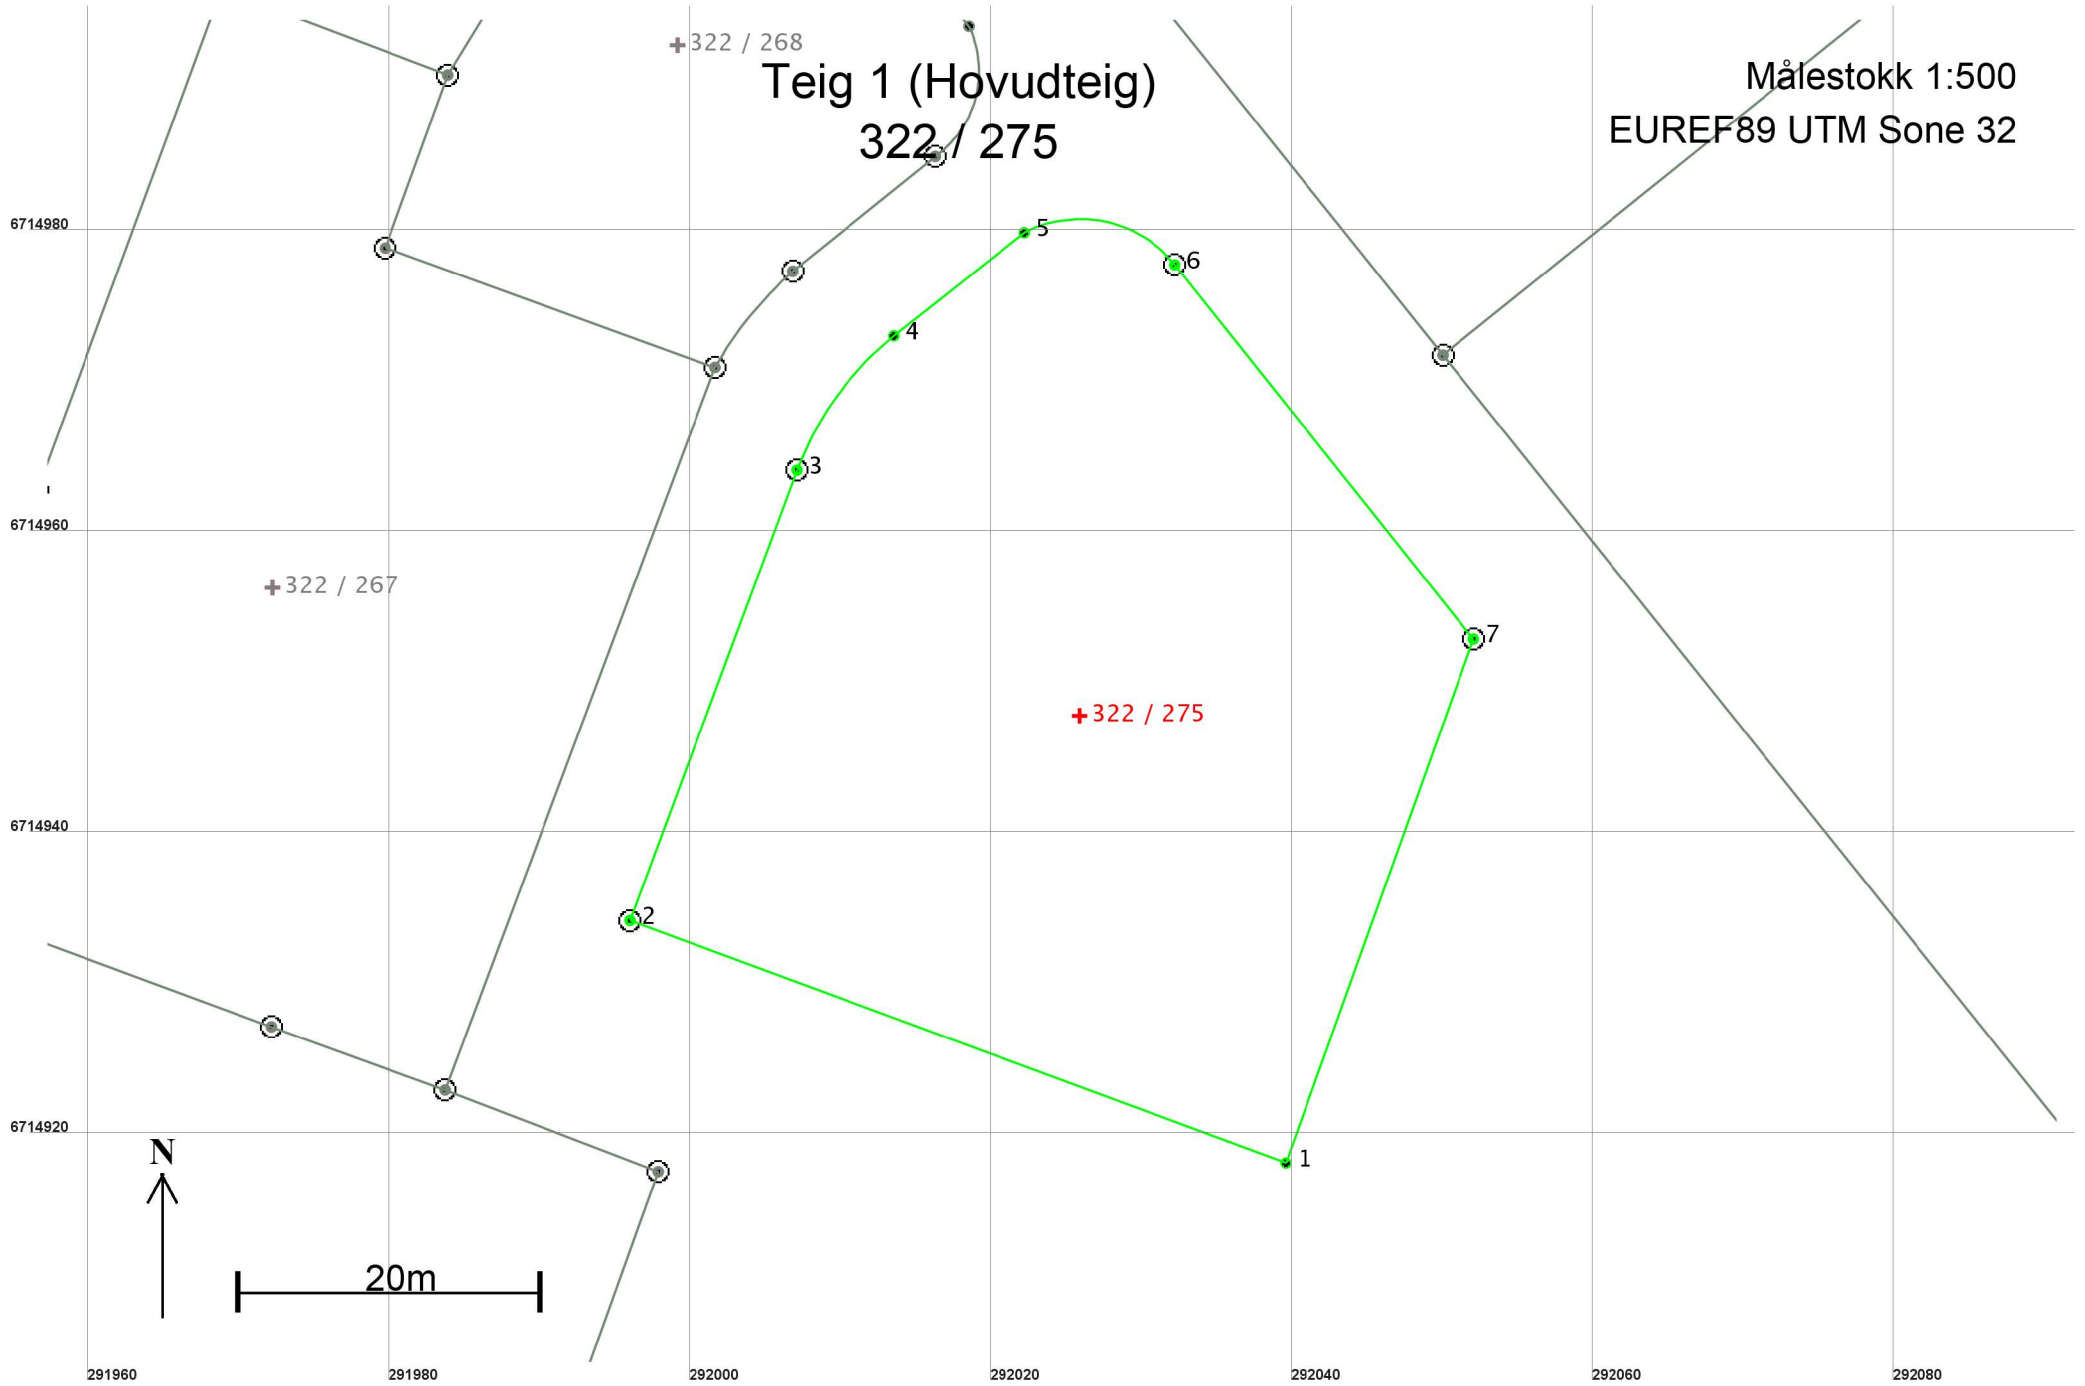 322 / 268
Teig 1 (Hovudteig)
322 / 275
Målestokk 1:500
EUREF89 UTM Sone 32
6714980
5
6
4
3
6714960
322 / 267
7
322 / 275
6714940
2
6714920
1
N
20m
291960 291980 292000 292020 292040 292060 292080